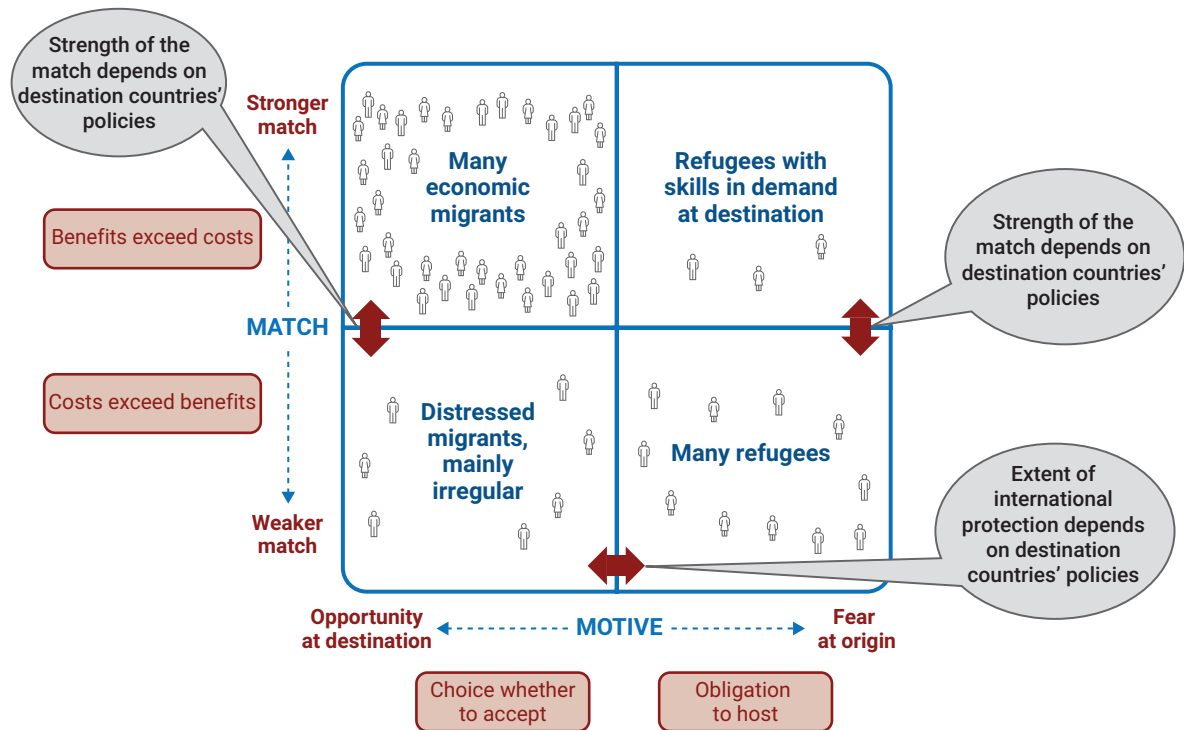 Strength of the
match depends on
destination countries’
policies
Stronger
match
Many
economic
migrants
Refugees with
skills in demand
at destination
Benefits exceed costs
Strength of the
match depends on
destination countries’
policies
MATCH
Costs exceed benefits
Distressed
migrants,
mainly
irregular
Many refugees
Weaker
match
Extent of
international
protection depends
on destination
countries’ policies
Opportunity
at destination
MOTIVE
Fear
at origin
Choice whether
to accept
Obligation
to host